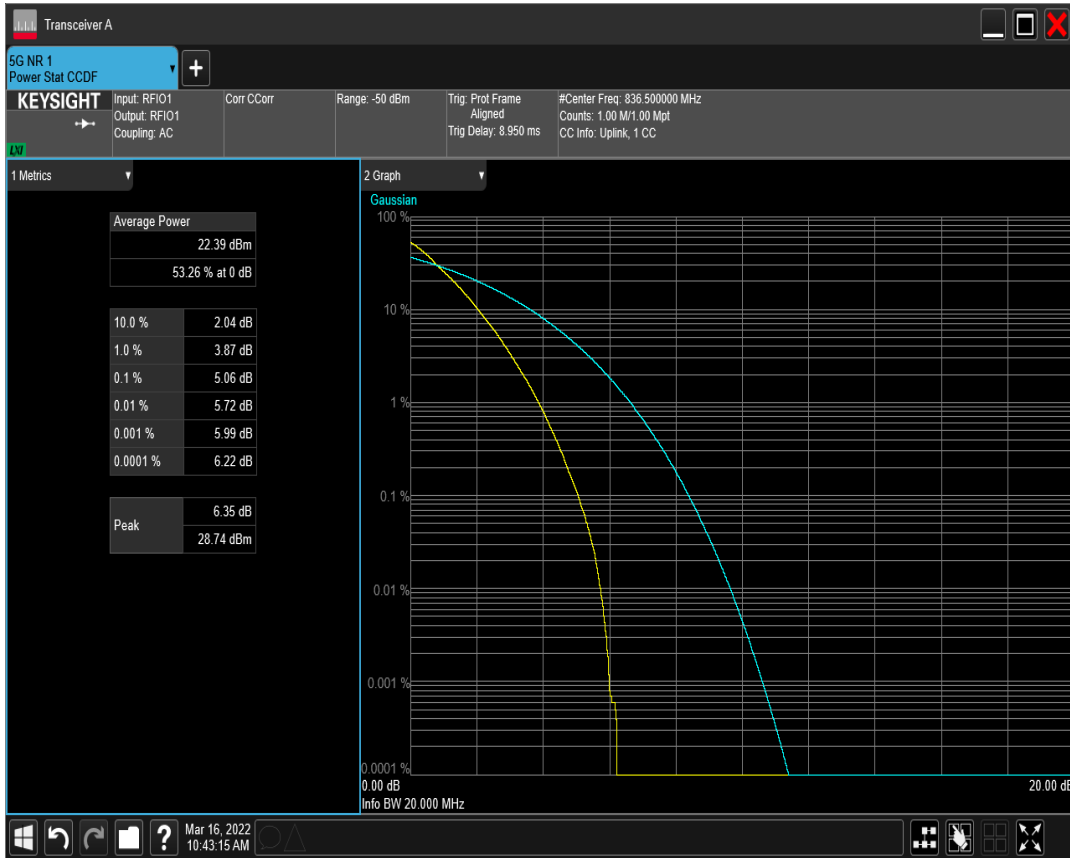 Transceiver A
5G NR 1
Power Stat CCDF
KEYSIGHT
LXI
Input: RFIO1
Output: RFIO1
Coupling: AC
Corr CCorr
Range: -50 dBm
Trig: Prot Frame
Aligned
Trig Delay: 8.950 ms
#Center Freq: 836.500000 MHz
Counts: 1.00 M/1.00 Mpt
CC Info: Uplink, 1 CC
1 Metrics
Average Power
22.39 dBm
53.26 % at 0 dB
10.0 % 2.04 dB
1.0 % 3.87 dB
0.1 % 5.06 dB
0.01 % 5.72 dB
0.001 % 5.99 dB
0.0001 % 6.22 dB
Peak
6.35 dB
28.74 dBm
2 Graph
Gaussian
100 %
10 %
1 %
0.1 %
0.01 %
0.001 %
0.0001 %
0.00 dB
20.00 dB
Info BW 20.000 MHz
Mar 16, 2022
10:43:15 AM